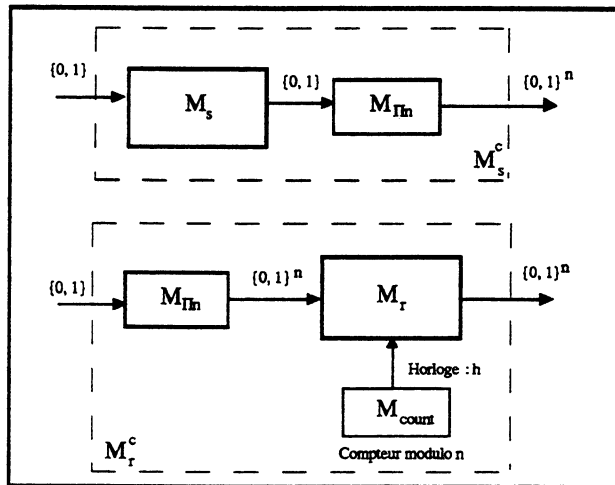 {0, 1} {0, 1} {0, 1}^n
M_s M_Πn
M_s^c
{0, 1} {0, 1}^n {0, 1}^n
M_Πn M_r
Horloge : h
M_count
Compteur modulo n
M_r^c